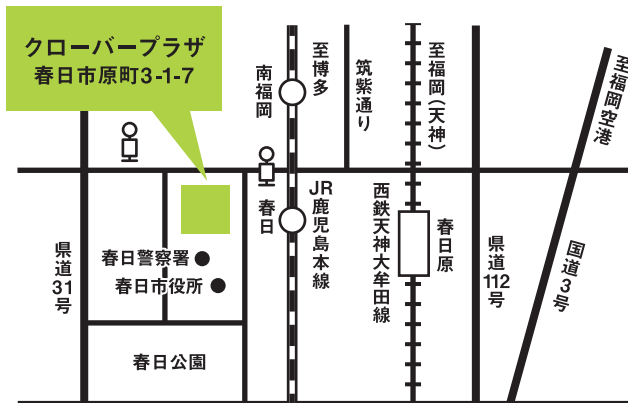 クローバープラザ
春日市原町3-1-7
南福岡
至博多
筑紫通り
至福岡(天神)
至福岡空港
春日
JR鹿児島本線
西鉄天神大牟田線
春日原
県道112号
国道3号
県道31号
春日警察署
春日市役所
春日公園